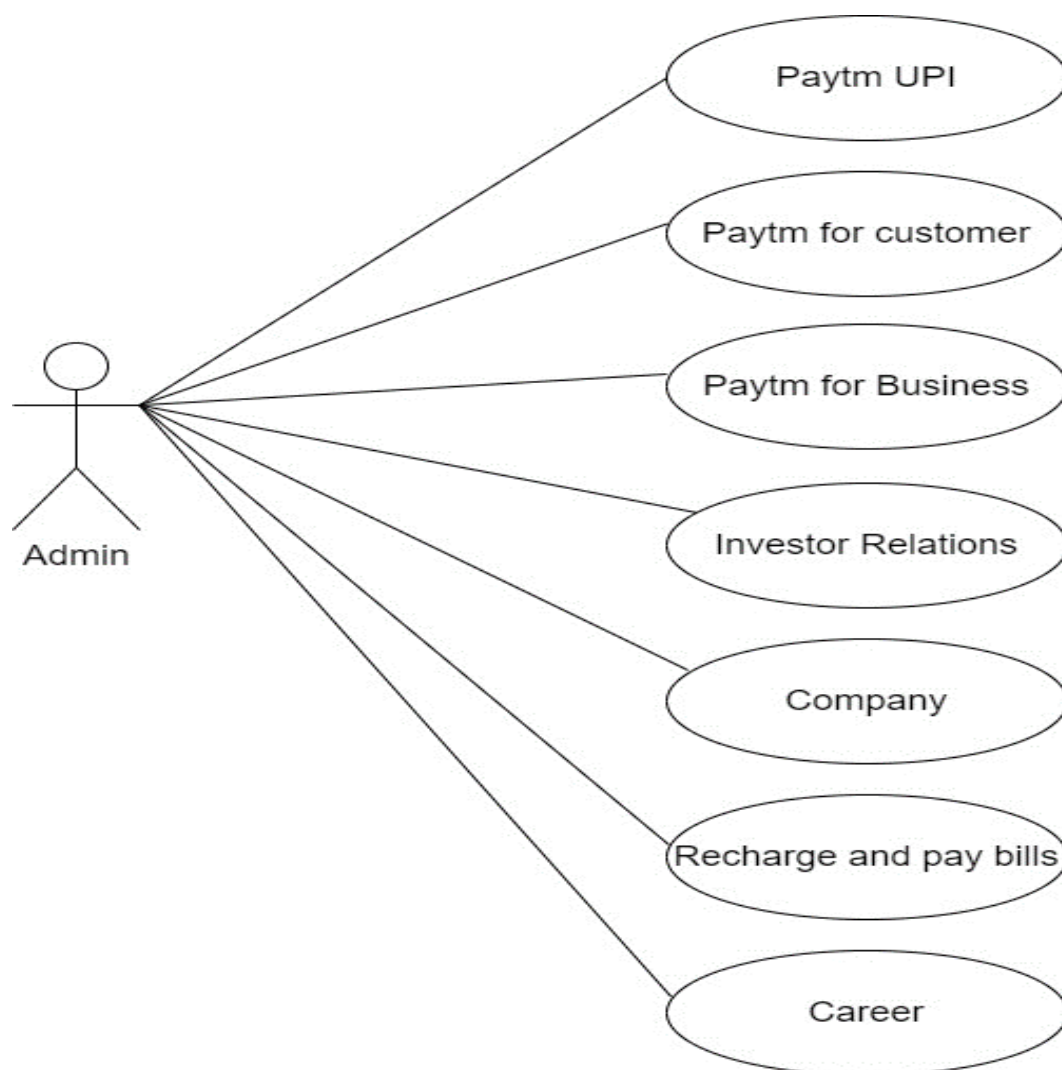 Paytm UPI
Paytm for customer
Paytm for Business
Admin
Investor Relations
Company
Recharge and pay bills
Career